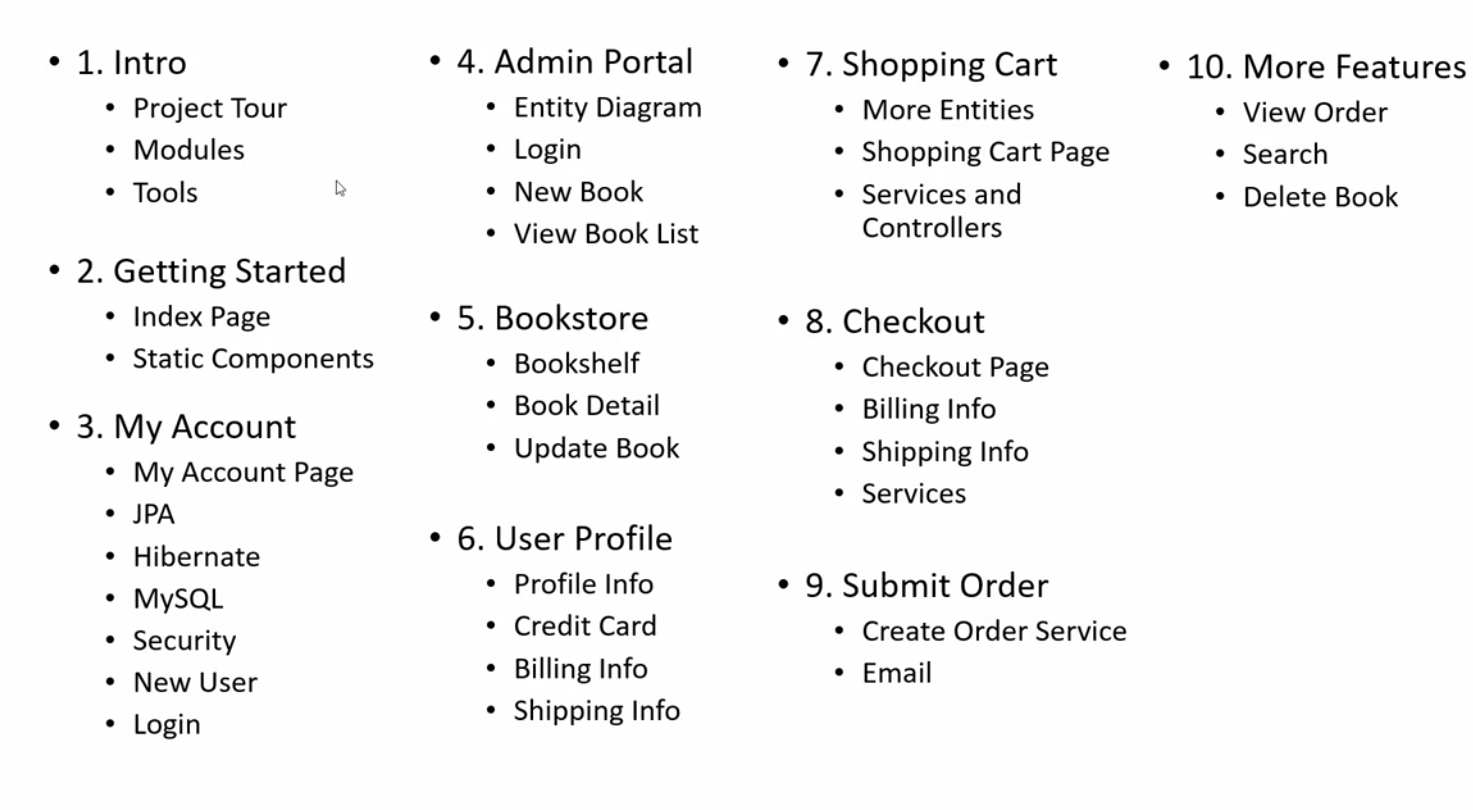 • 1. Intro
• Project Tour
• Modules
• Tools
• 2. Getting Started
• Index Page
• Static Components
• 3. My Account
• My Account Page
• JPA
• Hibernate
• MySQL
• Security
• New User
• Login
• 4. Admin Portal
• Entity Diagram
• Login
• New Book
• View Book List
• 5. Bookstore
• Bookshelf
• Book Detail
• Update Book
• 6. User Profile
• Profile Info
• Credit Card
• Billing Info
• Shipping Info
• 7. Shopping Cart
• More Entities
• Shopping Cart Page
• Services and
Controllers
• 8. Checkout
• Checkout Page
• Billing Info
• Shipping Info
• Services
• 9. Submit Order
• Create Order Service
• Email
• 10. More Features
• View Order
• Search
• Delete Book